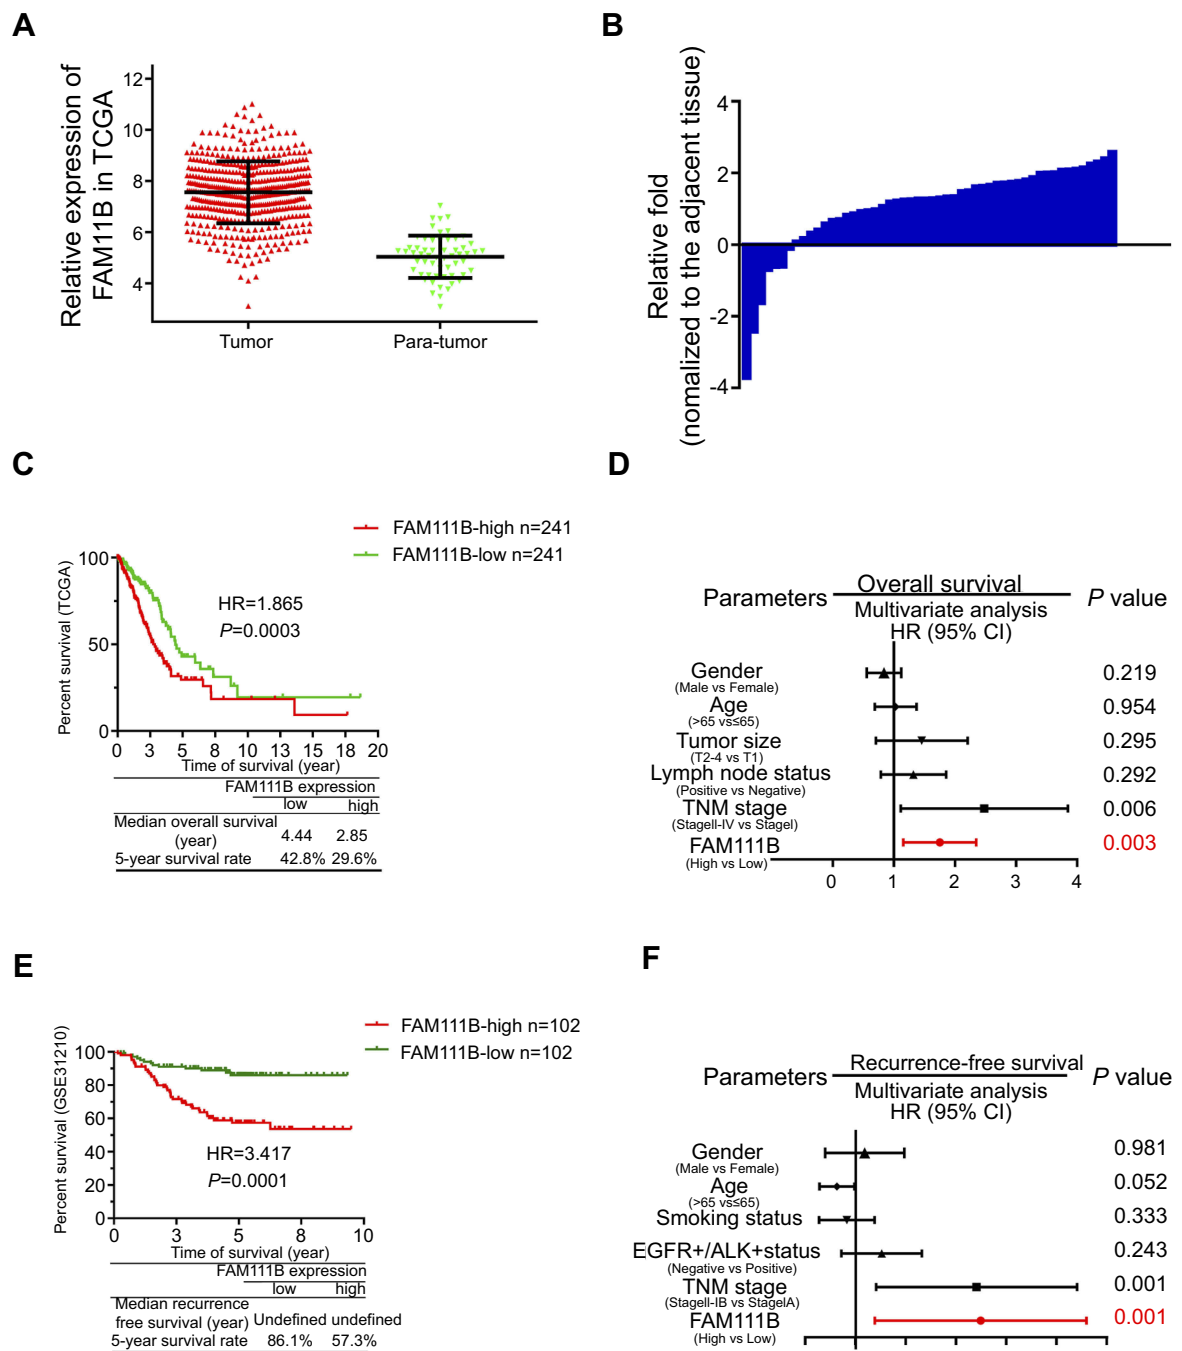 A
Relative expression of
FAM11B in TCGA
12
10
8
6
4
Tumor
Para-tumor
B
Relative fold
(nomalized to the adjacent tissue)
4
2
0
-2
-4
C
FAM111B-high n=241
FAM111B-low n=241
Percent survival (TCGA)
100
50
0
HR=1.865
P=0.0003
0 3 5 8 10 13 15 18 20
Time of survival (year)
FAM111B expression
low high
Median overall survival
(year) 4.44 2.85
5-year survival rate 42.8% 29.6%
D
Overall survival
Parameters P value
Multivariate analysis
HR (95% CI)
Gender 0.219
(Male vs Female)
Age 0.954
(>65 vs≤65)
Tumor size 0.295
(T2-4 vs T1)
Lymph node status 0.292
(Positive vs Negative)
TNM stage 0.006
(StageII-IV vs StageI)
FAM111B 0.003
(High vs Low)
0 1 2 3 4
E
FAM111B-high n=102
FAM111B-low n=102
Percent survival (GSE31210)
100
80
60
40
20
0
HR=3.417
P=0.0001
0 3 5 8 10
Time of survival (year)
FAM111B expression
low high
Median recurrence
free survival (year) Undefined undefined
5-year survival rate 86.1% 57.3%
F
Recurrence-free survival
Parameters P value
Multivariate analysis
HR (95% CI)
Gender 0.981
(Male vs Female)
Age 0.052
(>65 vs≤65)
Smoking status 0.333
EGFR+/ALK+status 0.243
(Negative vs Positive)
TNM stage 0.001
(StageII-IB vs StageIA)
FAM111B 0.001
(High vs Low)